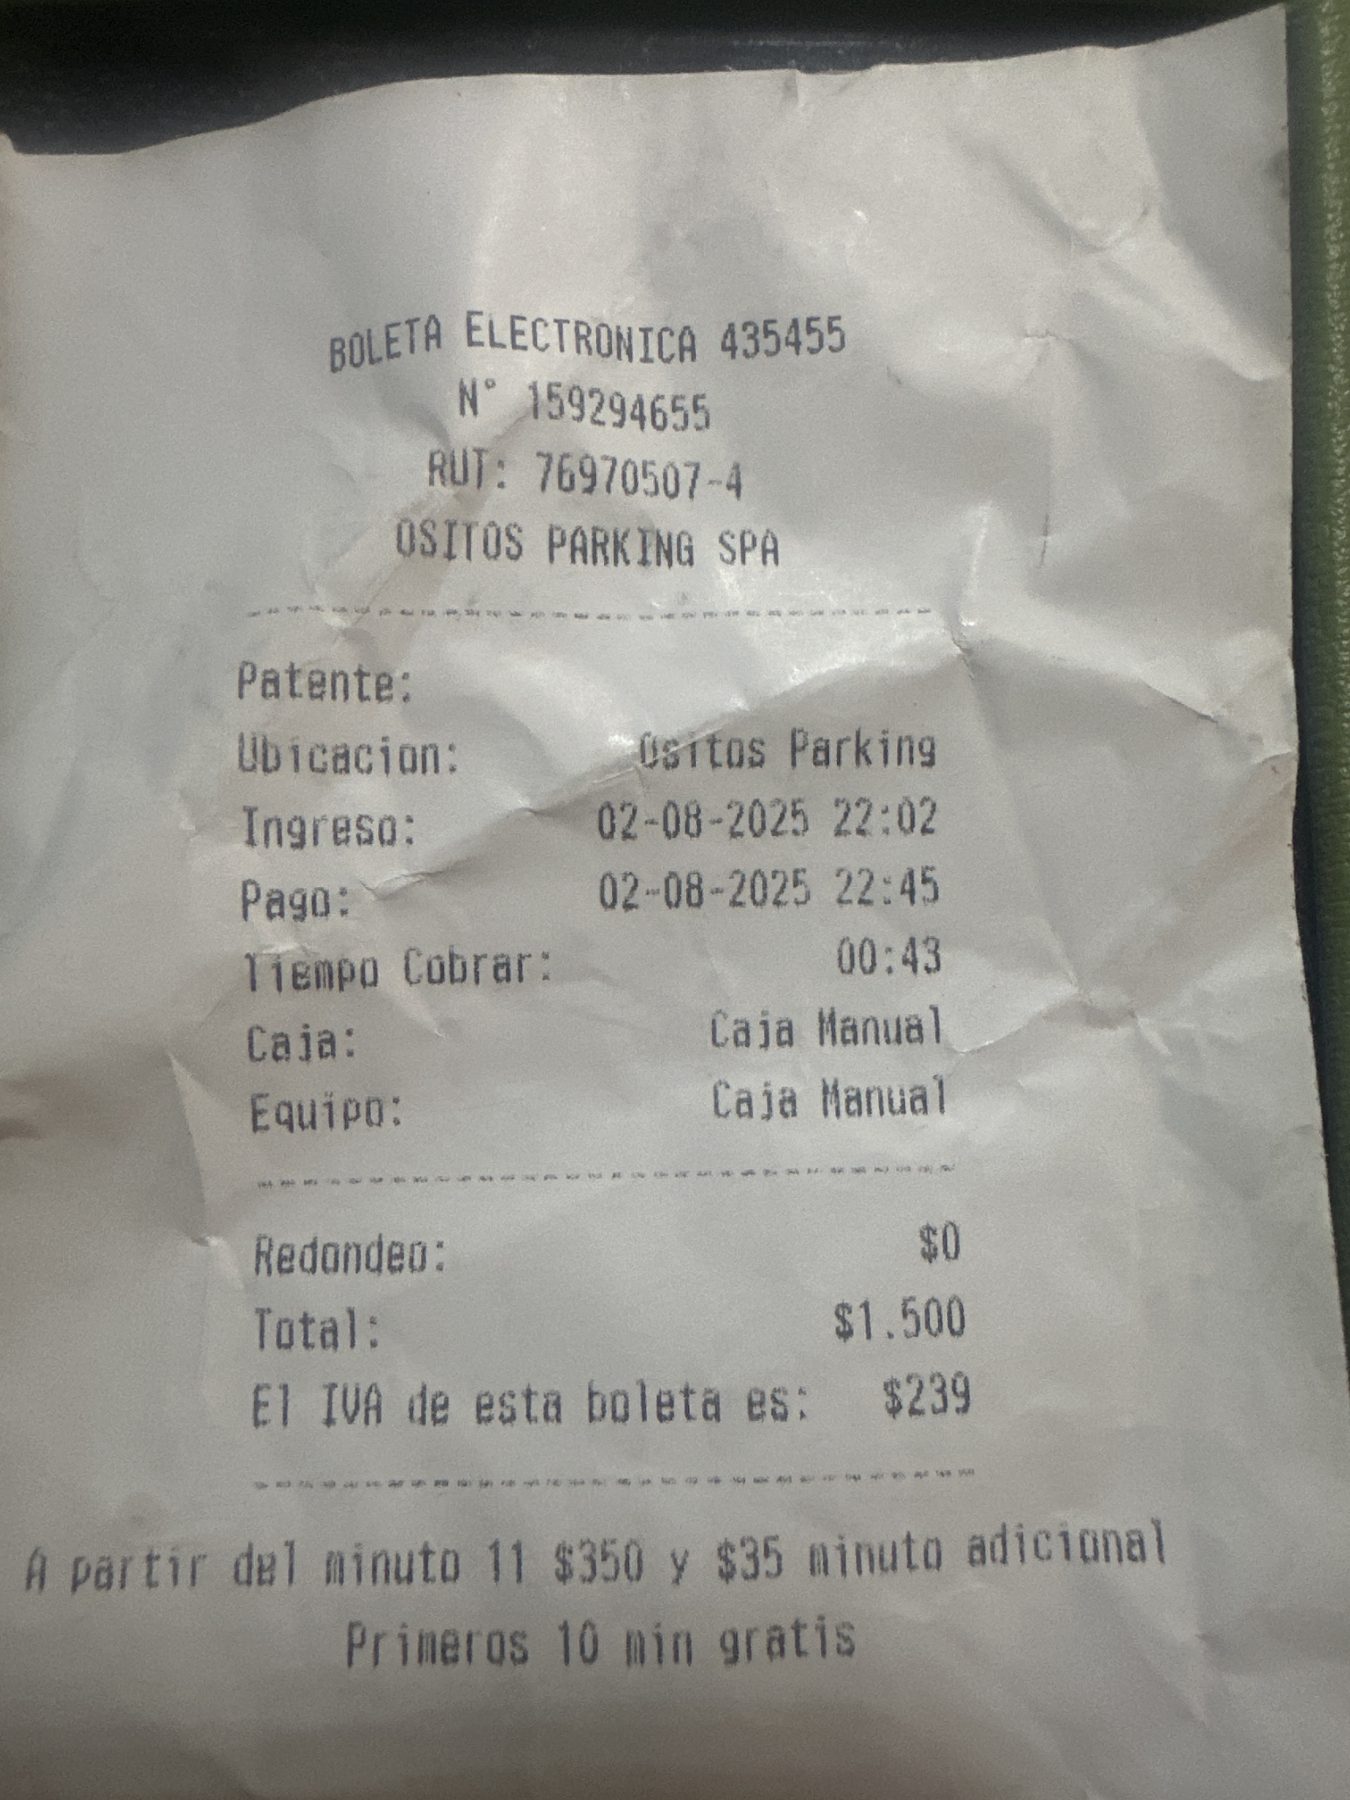 BOLETA ELECTRONICA 435455
N° 159294655
RUT: 76970507-4
OSITOS PARKING SPA
Patente:
Ubicacion: Ositos Parking
Ingreso: 02-08-2025 22:02
Pago: 02-08-2025 22:45
Tiempo Cobrar: 00:43
Caja: Caja Manual
Equipo: Caja Manual
Redondeo: $0
Total: $1.500
El IVA de esta boleta es: $239
A partir del minuto 11 $350 y $35 minuto adicional
Primeros 10 min gratis